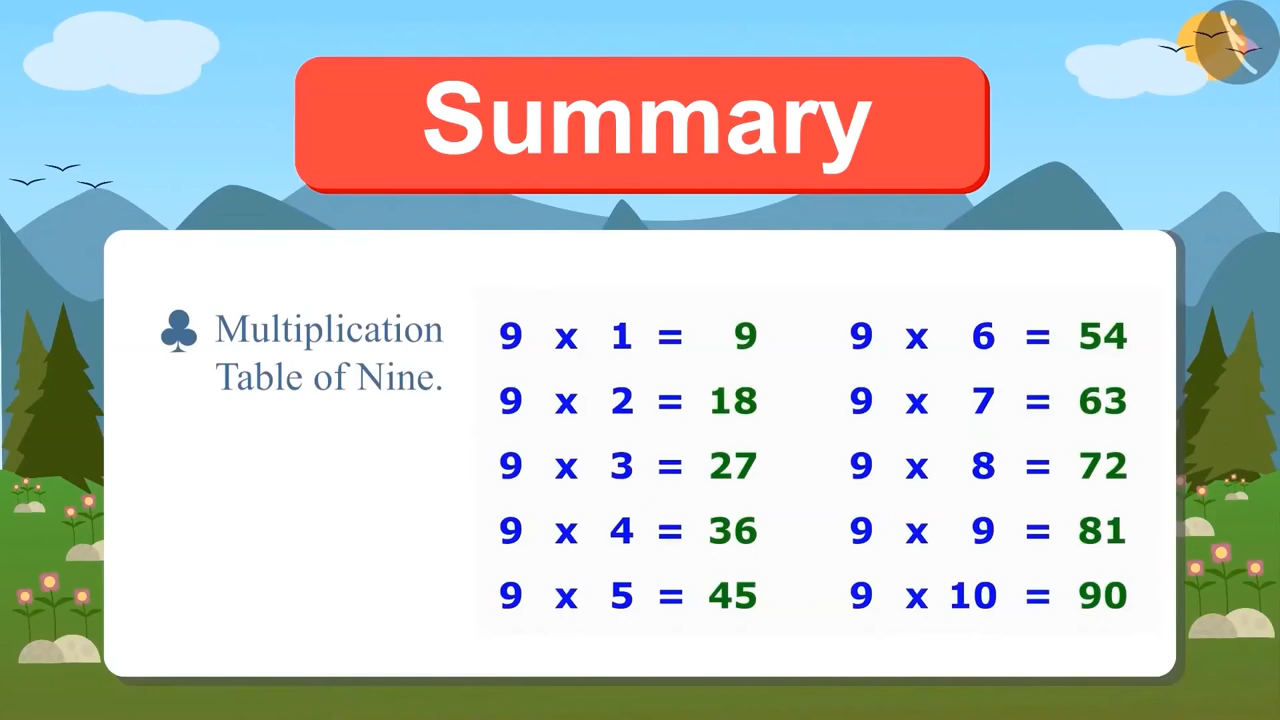 Summary
♣ Multiplication
Table of Nine.
9 x 1 = 9
9 x 2 = 18
9 x 3 = 27
9 x 4 = 36
9 x 5 = 45
9 x 6 = 54
9 x 7 = 63
9 x 8 = 72
9 x 9 = 81
9 x 10 = 90